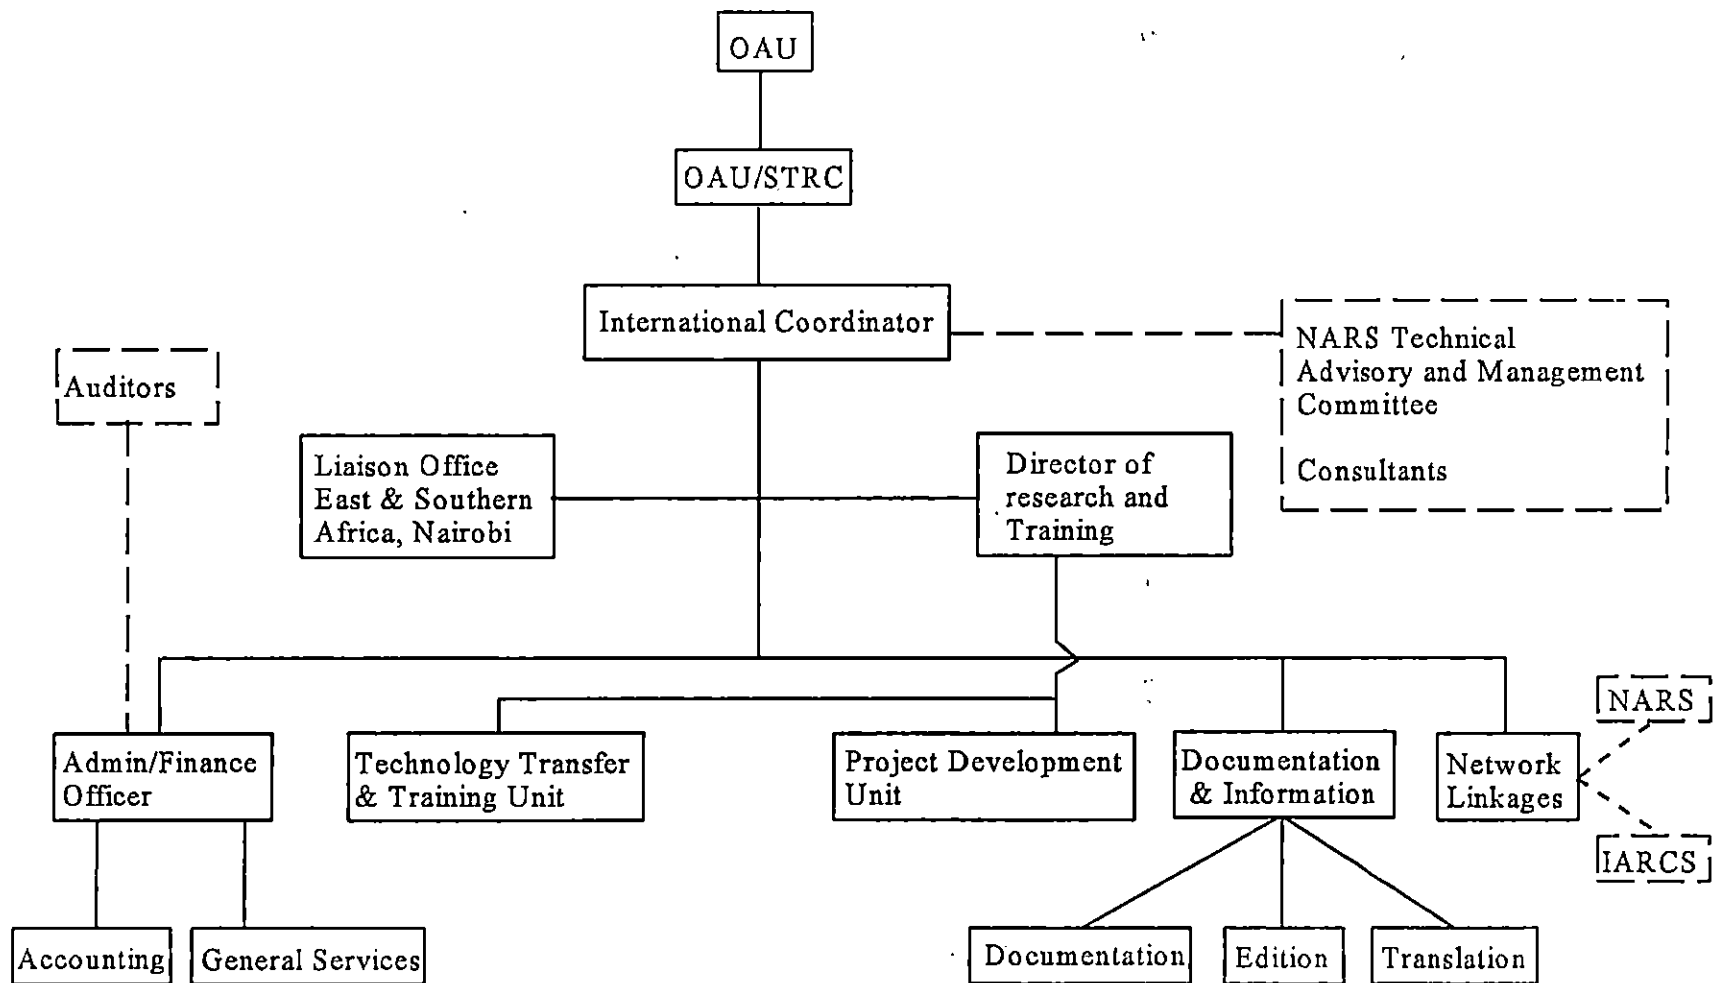 OAU
OAU/STRC
International Coordinator
NARS Technical
Advisory and Management
Committee
Consultants
Auditors
Liaison Office
East & Southern
Africa, Nairobi
Director of
research and
Training
Admin/Finance
Officer
Technology Transfer
& Training Unit
Project Development
Unit
Documentation
& Information
Network
Linkages
NARS
IARCS
Accounting
General Services
Documentation
Edition
Translation